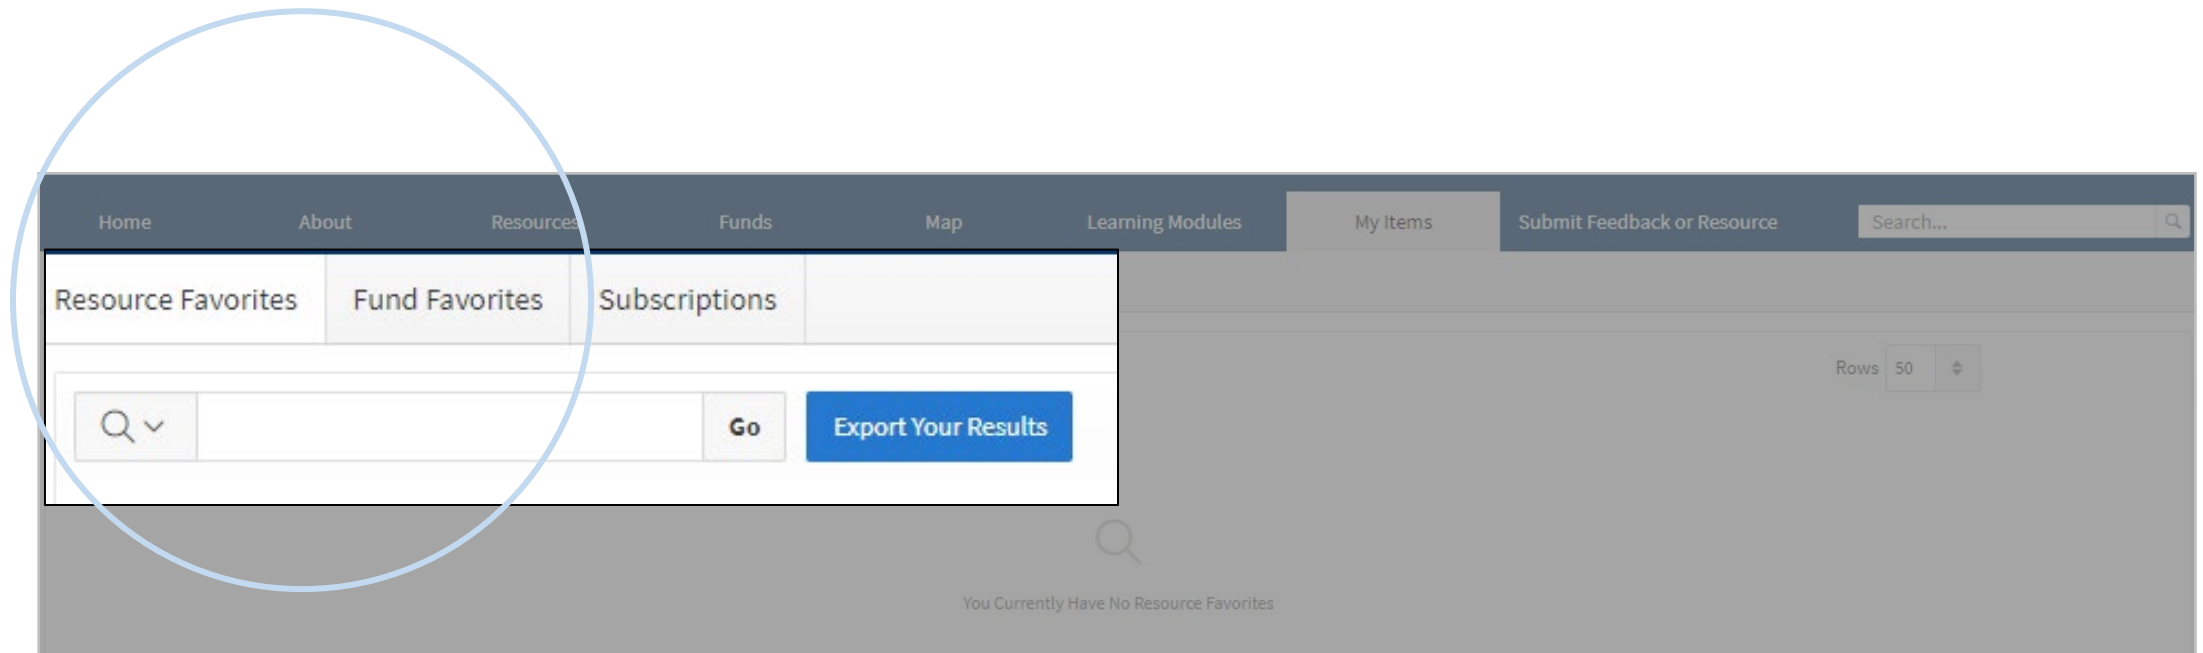 Home About Resources Funds Map Learning Modules My Items Submit Feedback or Resource Search...
Resource Favorites Fund Favorites Subscriptions
Rows 50
Go Export Your Results
You Currently Have No Resource Favorites